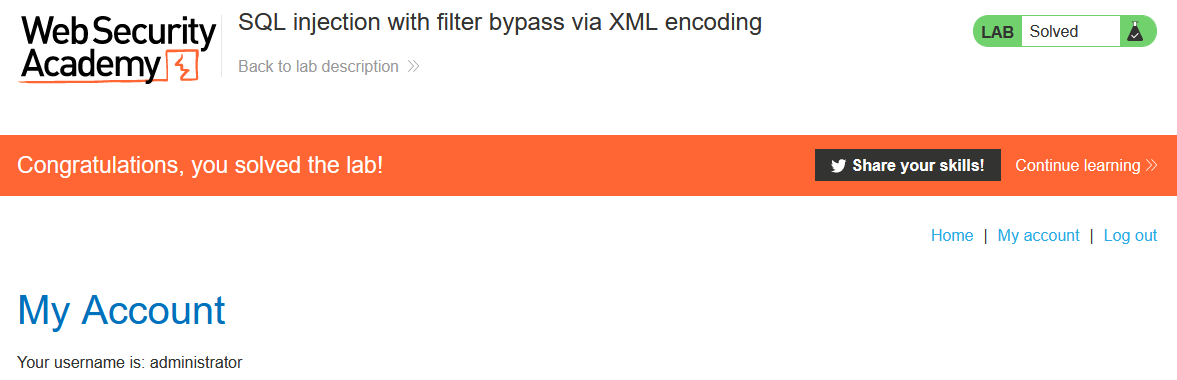 Web Security
Academy
SQL injection with filter bypass via XML encoding
Back to lab description
LAB Solved
Congratulations, you solved the lab!
Share your skills!
Continue learning
Home | My account | Log out
My Account
Your username is: administrator